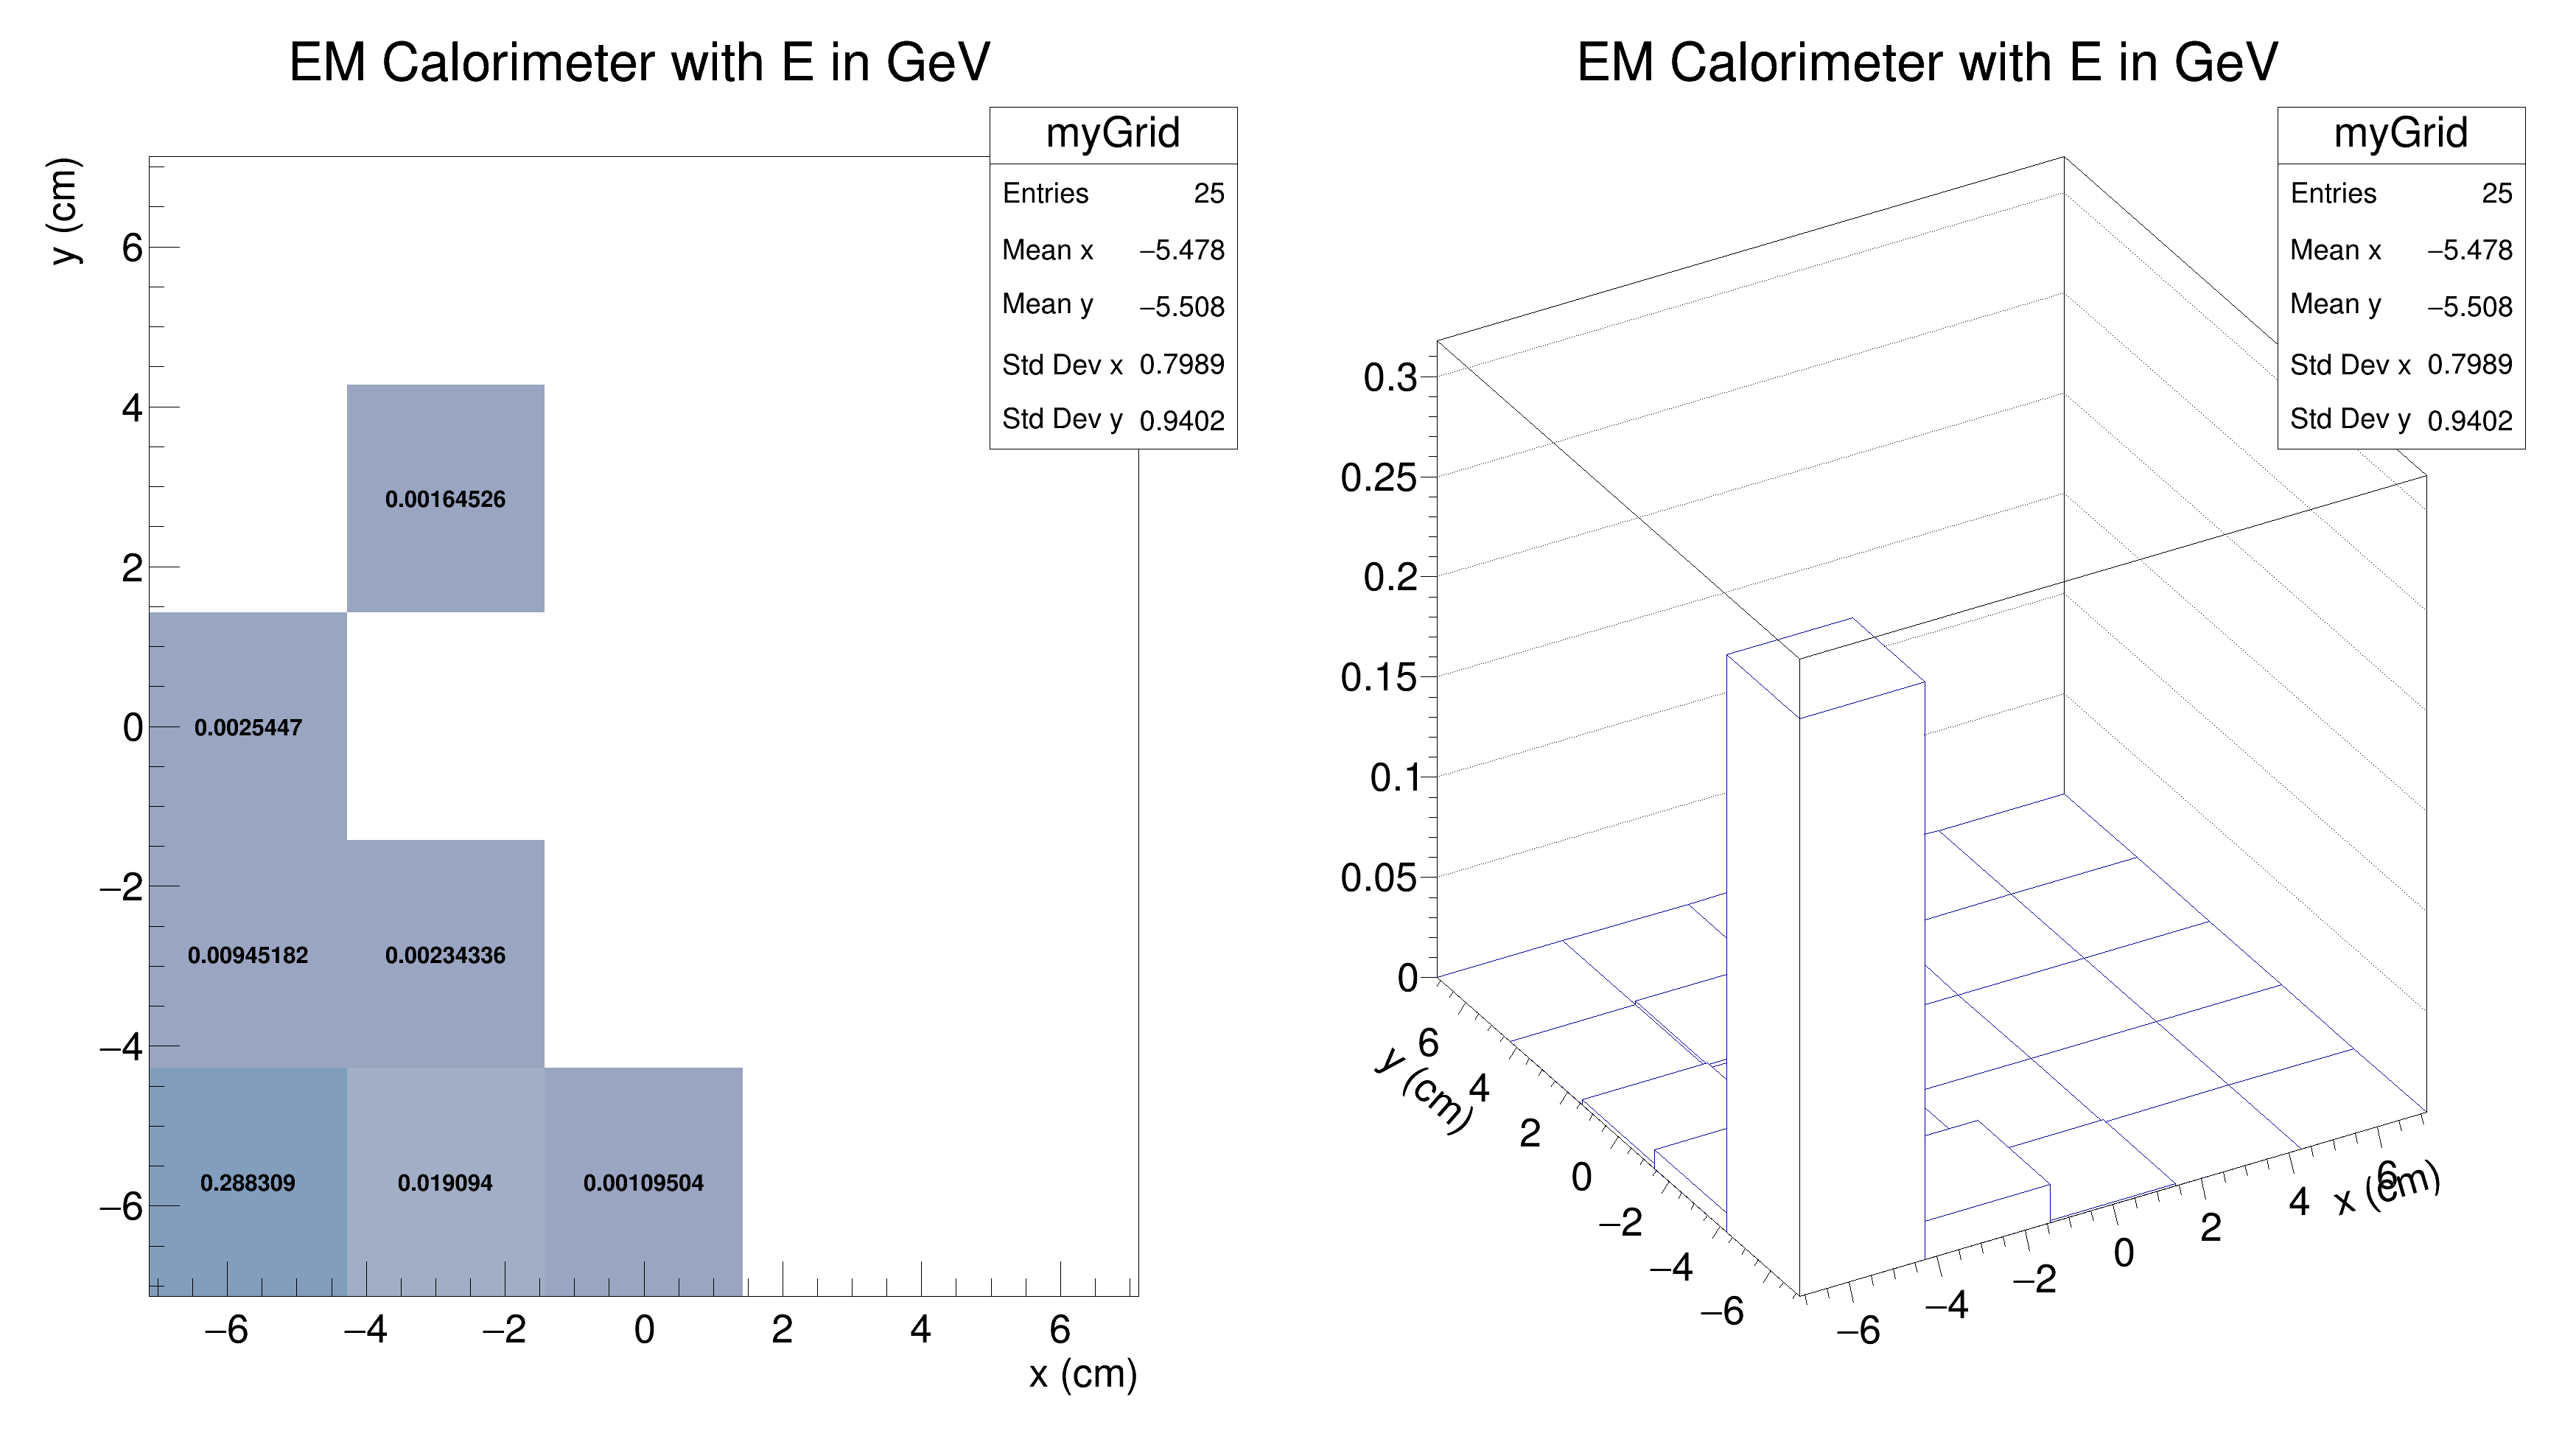 EM Calorimeter with E in GeV
myGrid
Entries 25
Mean x −5.478
Mean y −5.508
Std Dev x 0.7989
Std Dev y 0.9402
y (cm)
6
4
2
0
−2
−4
−6
0.00164526
0.0025447
0.00945182 0.00234336
0.288309 0.019094 0.00109504
−6 −4 −2 0 2 4 6
x (cm)
EM Calorimeter with E in GeV
myGrid
Entries 25
Mean x −5.478
Mean y −5.508
Std Dev x 0.7989
Std Dev y 0.9402
0.3
0.25
0.2
0.15
0.1
0.05
0
y (cm)
6
4
2
0
−2
−4
−6
−6 −4 −2 0 2 4 6
x (cm)